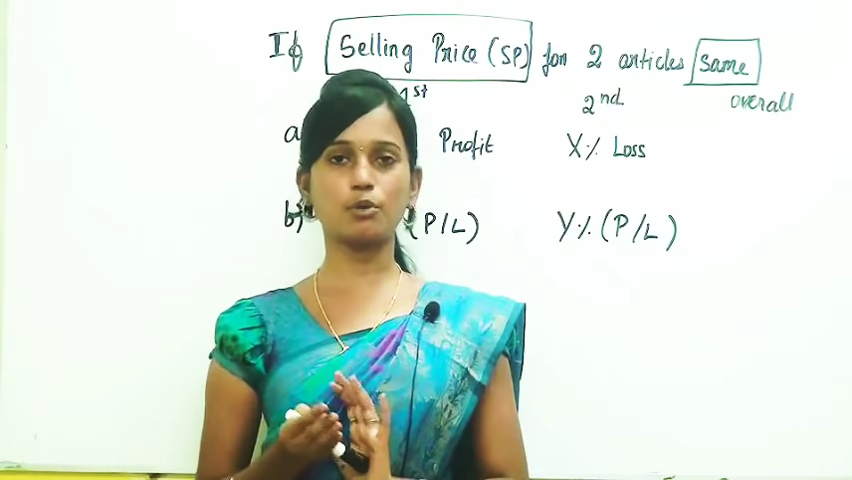 If Selling Price (SP) for 2 articles Same
1st 2nd overall
a Profit X% Loss
b) (P/L) Y% (P/L)